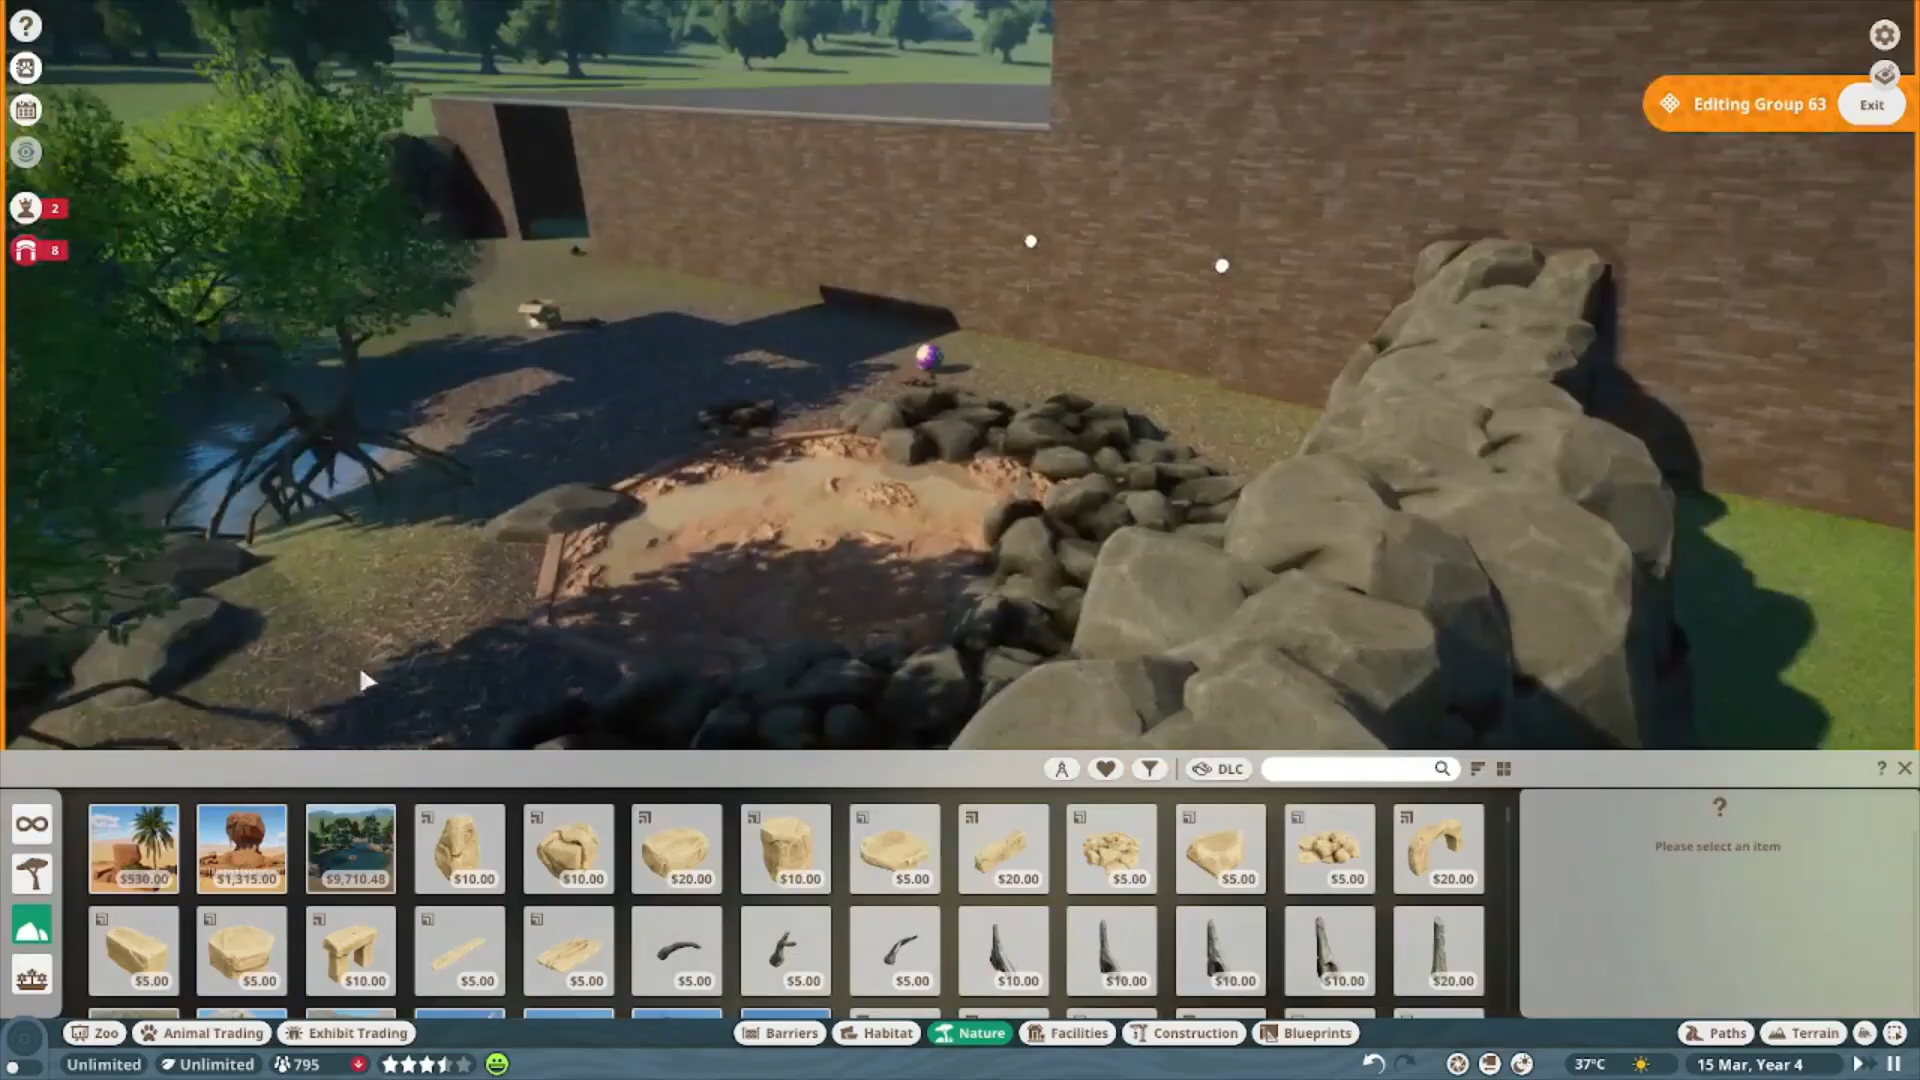 2
8
Editing Group 63
Exit
DLC
?
$530.00 $1,315.00 $9,710.48 $10.00 $10.00 $20.00 $10.00 $5.00 $20.00 $5.00 $5.00 $5.00 $20.00
?
Please select an item
$5.00 $5.00 $10.00 $5.00 $5.00 $5.00 $5.00 $5.00 $10.00 $10.00 $10.00 $10.00 $20.00
Zoo Animal Trading Exhibit Trading Barriers Habitat Nature Facilities Construction Blueprints Paths Terrain
Unlimited Unlimited 795 37°C 15 Mar, Year 4